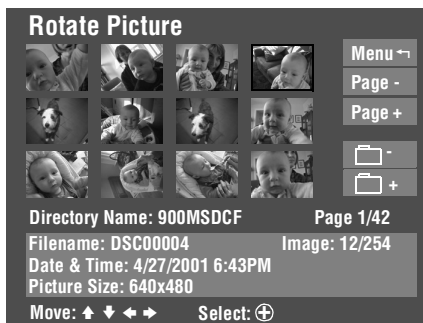 Rotate Picture
Menu
Page -
Page +
-
+
Directory Name: 900MSDCF Page 1/42
Filename: DSC00004 Image: 12/254
Date & Time: 4/27/2001 6:43PM
Picture Size: 640x480
Move: Select: